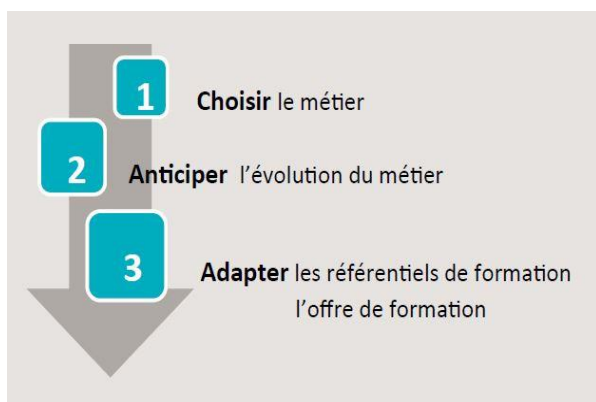 1
Choisir le métier
2
Anticiper l'évolution du métier
3
Adapter les référentiels de formation
l'offre de formation